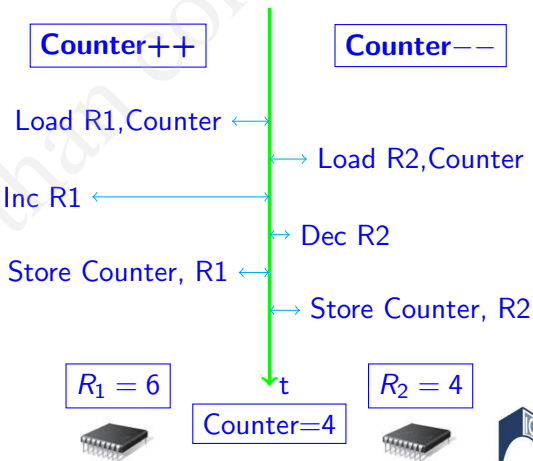 Counter++ Counter−−
Load R1,Counter
Load R2,Counter
Inc R1
Dec R2
Store Counter, R1
Store Counter, R2
t
R1 = 6 R2 = 4
Counter=4